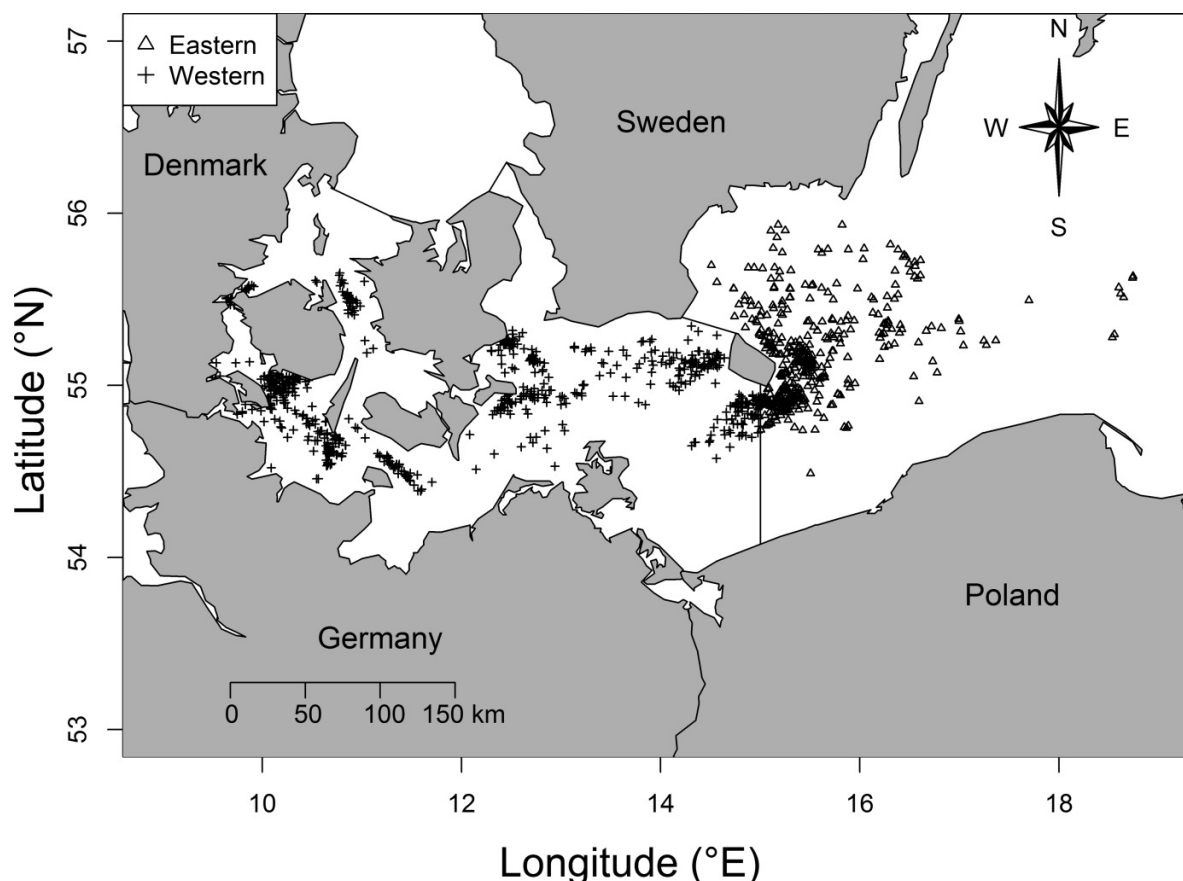 Eastern
Western
N
W E
S
Denmark
Sweden
Germany
Poland
0 50 100 150 km
57
56
55
54
53
Latitude (°N)
10 12 14 16 18
Longitude (°E)